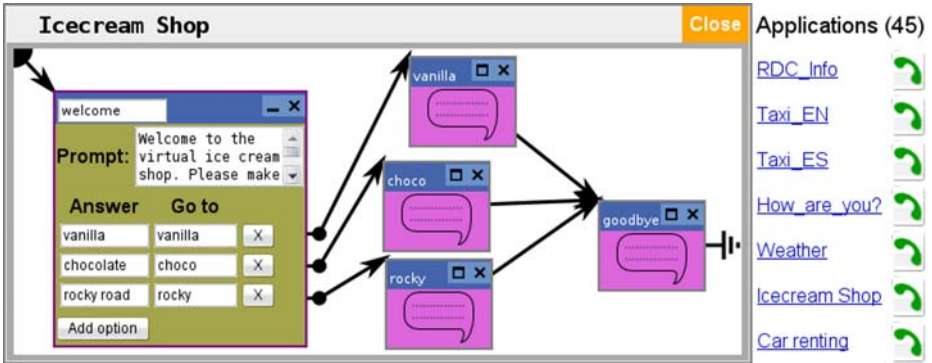 Icecream Shop
Close
welcome
Prompt:
Welcome to the
virtual ice cream
shop. Please make
Answer Go to
vanilla vanilla X
chocolate choco X
rocky road rocky X
Add option
vanilla
choco
rocky
goodbye
Applications (45)
RDC_Info
Taxi_EN
Taxi_ES
How_are_you?
Weather
Icecream Shop
Car renting